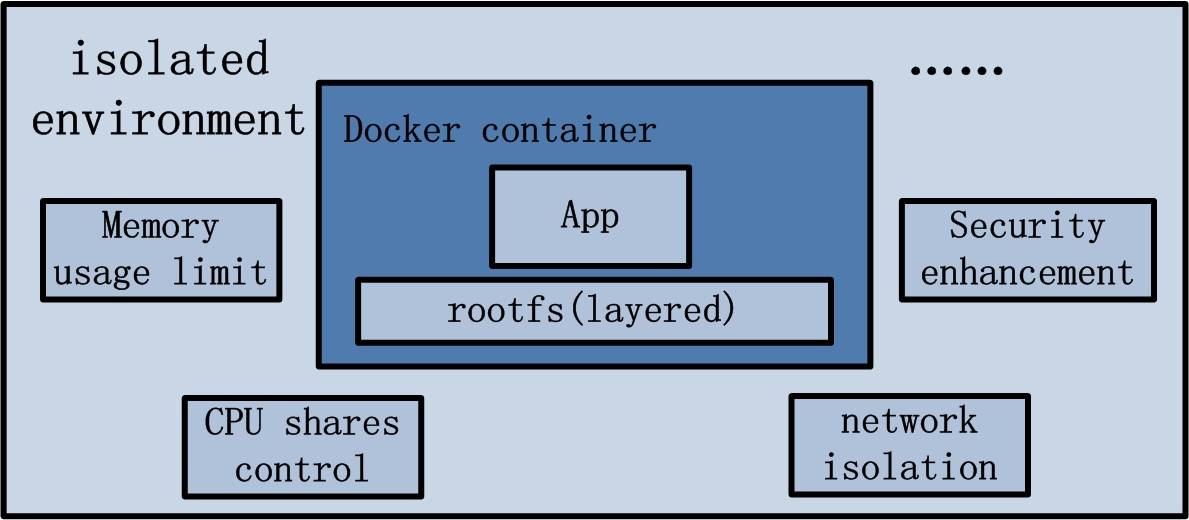 isolated
environment
……
Docker container
App
rootfs(layered)
Memory
usage limit
Security
enhancement
CPU shares
control
network
isolation